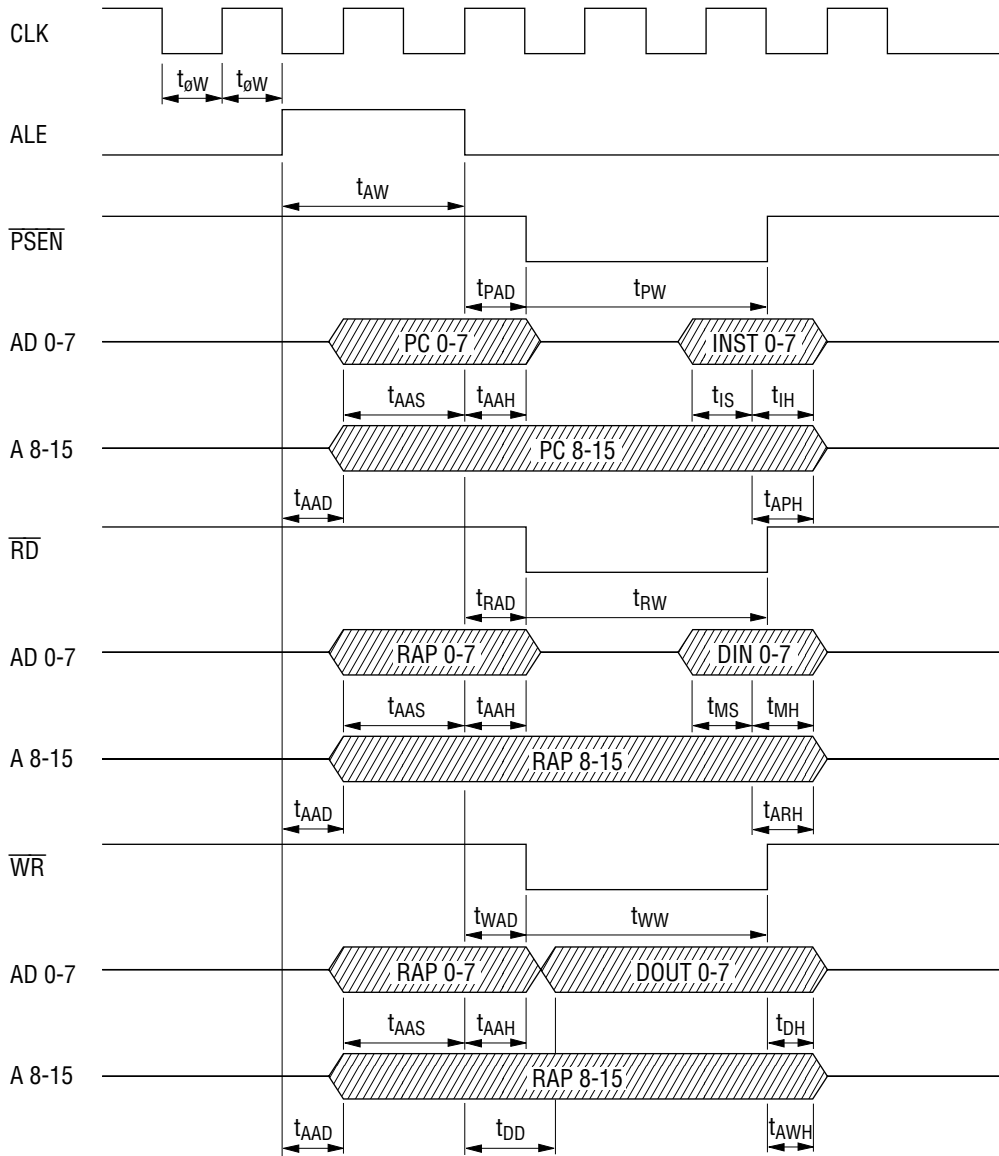 CLK
tøW tøW
ALE
tAW
P̅S̅E̅N̅
tPAD tPW
AD 0-7 PC 0-7 INST 0-7
tAAS tAAH tIS tIH
A 8-15 PC 8-15
tAAD tAPH
R̅D̅
tRAD tRW
AD 0-7 RAP 0-7 DIN 0-7
tAAS tAAH tMS tMH
A 8-15 RAP 8-15
tAAD tARH
W̅R̅
tWAD tWW
AD 0-7 RAP 0-7 DOUT 0-7
tAAS tAAH tDH
A 8-15 RAP 8-15
tAAD tDD tAWH